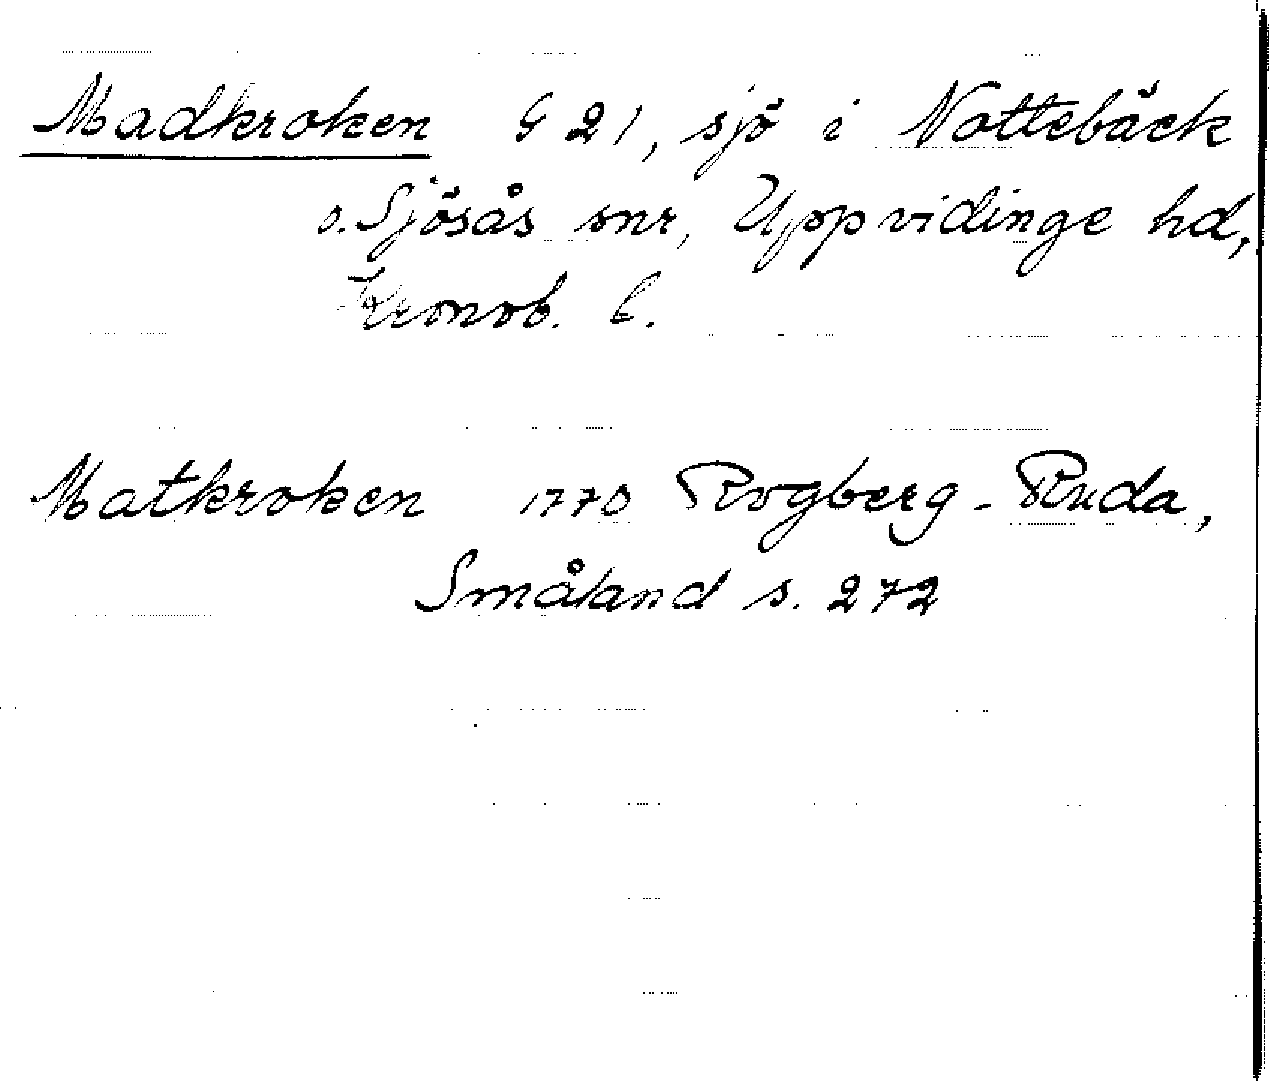 Madkroken G 21, sjö i Nottebäck
o. Sjösås snr, Uppvidinge hd,
Kronob. l.
Matkroken 1770 Rogberg-Ruda,
Småland s. 272